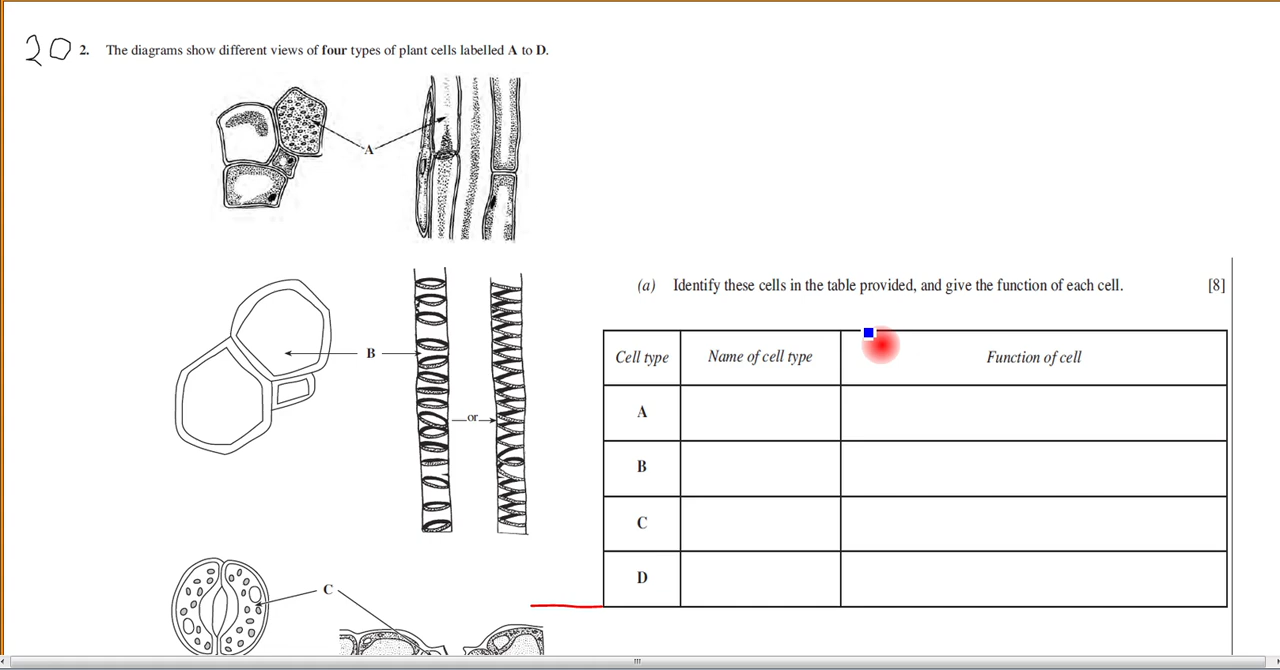 20 2. The diagrams show different views of four types of plant cells labelled A to D.
A
(a) Identify these cells in the table provided, and give the function of each cell. [8]
B
or
Cell type Name of cell type Function of cell
A
B
C
D
C